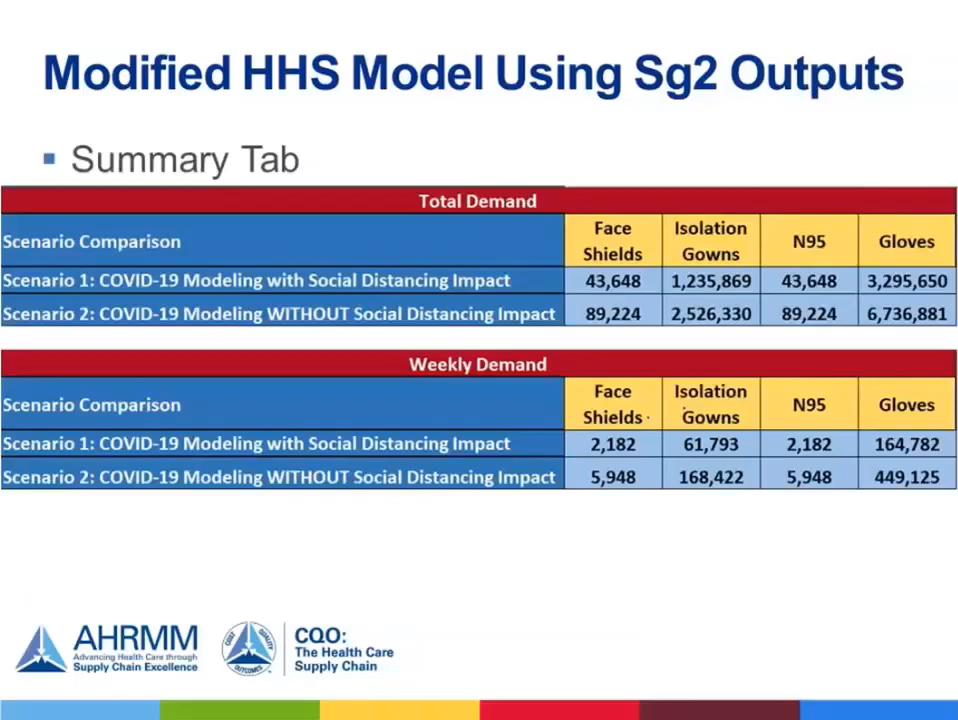 Modified HHS Model Using Sg2 Outputs
▪ Summary Tab
Total Demand
Scenario Comparison Face Shields Isolation Gowns N95 Gloves
Scenario 1: COVID-19 Modeling with Social Distancing Impact 43,648 1,235,869 43,648 3,295,650
Scenario 2: COVID-19 Modeling WITHOUT Social Distancing Impact 89,224 2,526,330 89,224 6,736,881
Weekly Demand
Scenario Comparison Face Shields Isolation Gowns N95 Gloves
Scenario 1: COVID-19 Modeling with Social Distancing Impact 2,182 61,793 2,182 164,782
Scenario 2: COVID-19 Modeling WITHOUT Social Distancing Impact 5,948 168,422 5,948 449,125
AHRMM
Advancing Health Care through
Supply Chain Excellence
COST QUALITY OUTCOMES
CQO:
The Health Care
Supply Chain